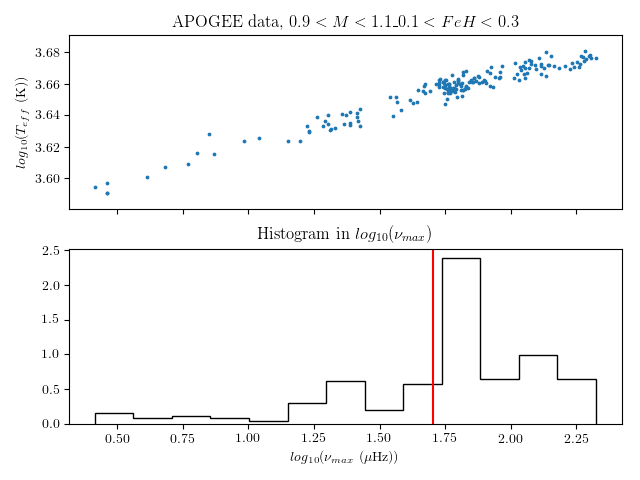 APOGEE data, 0.9 < M < 1.1_0.1 < FeH < 0.3
3.68
3.66
3.64
3.62
3.60
log10(Teff (K))
Histogram in log10(νmax)
2.5
2.0
1.5
1.0
0.5
0.0
0.50 0.75 1.00 1.25 1.50 1.75 2.00 2.25
log10(νmax (μHz))